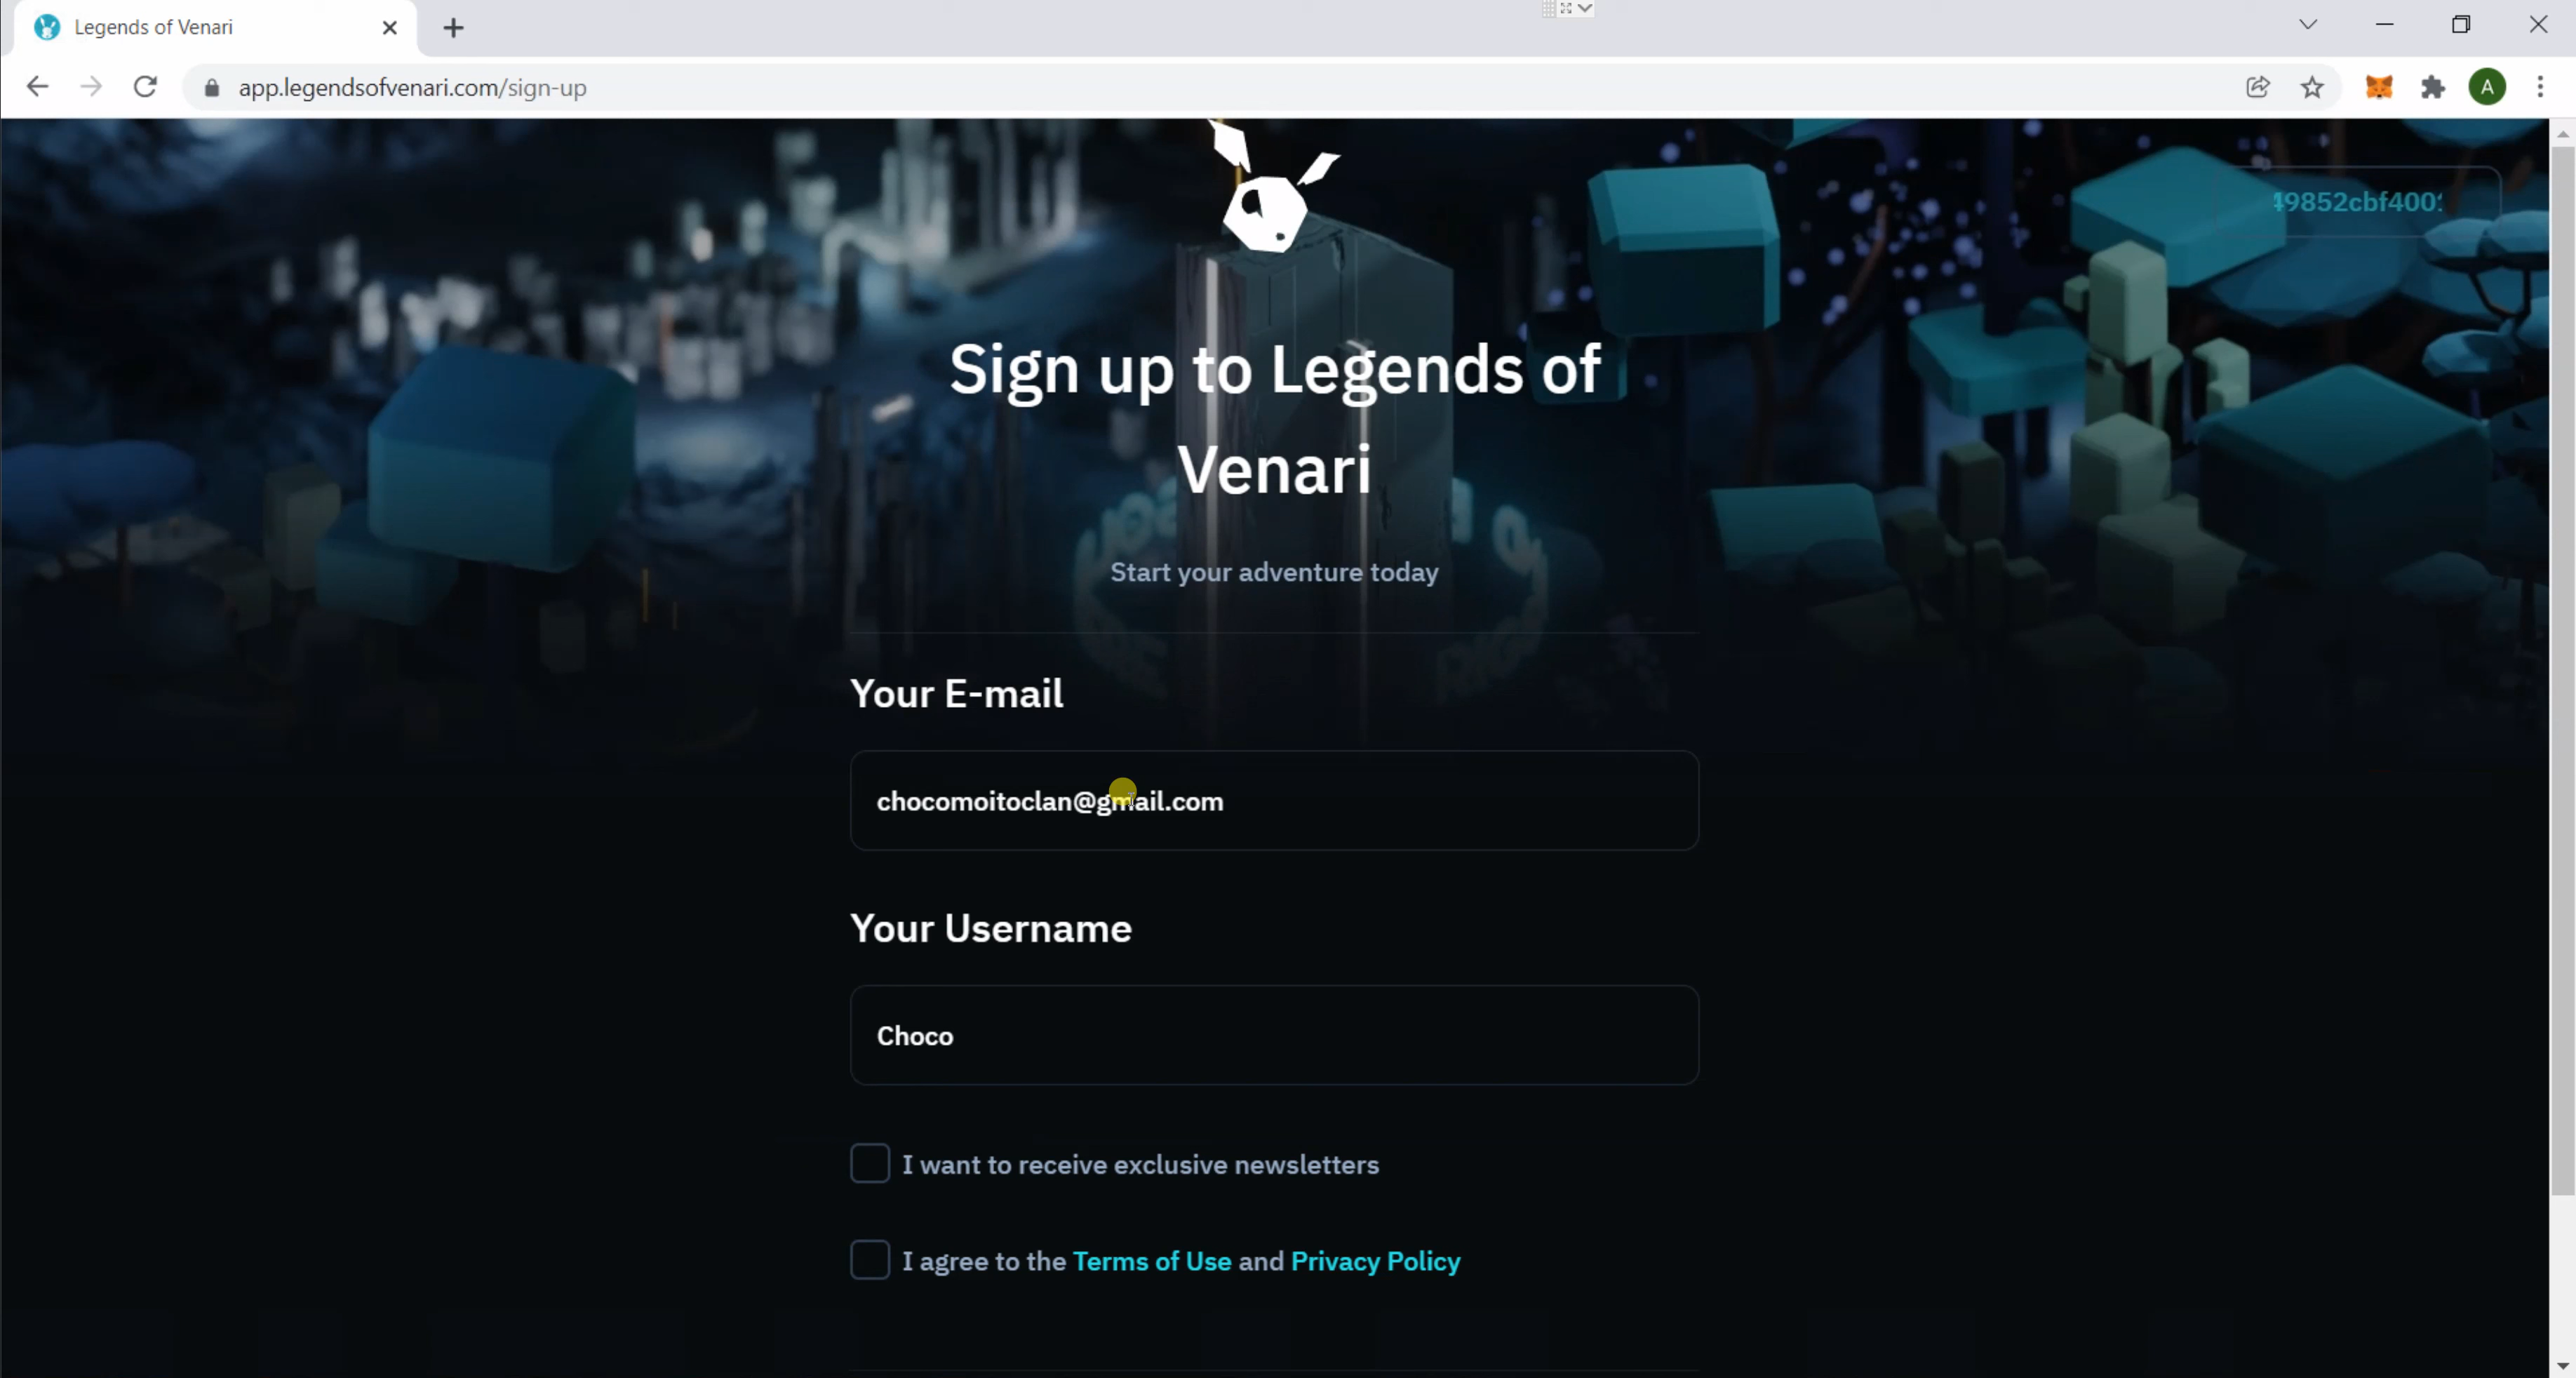 Legends of Venari
app.legendsofvenari.com/sign-up
A
49852cbf400
Sign up to Legends of
Venari
Start your adventure today
Your E-mail
chocomoitoclan@gmail.com
Your Username
Choco
I want to receive exclusive newsletters
I agree to the Terms of Use and Privacy Policy